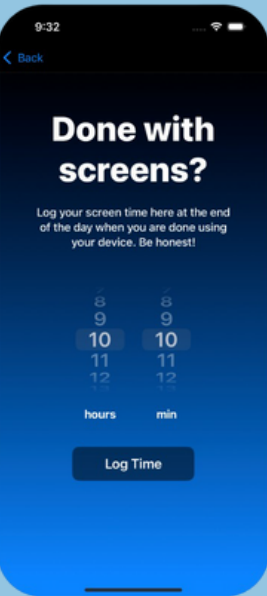 9:32
Back
Done with
screens?
Log your screen time here at the end
of the day when you are done using
your device. Be honest!
8 8
9 9
10 10
11 11
12 12
hours min
Log Time